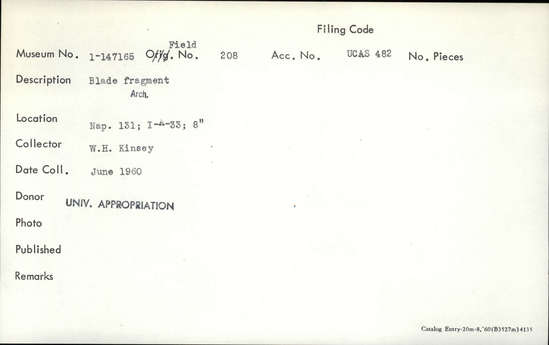 Filing Code
Field
Museum No. 1-147165 Orig. No. 208 Acc. No. UCAS 482 No. Pieces
Description Blade fragment
Arch.
Location Nap. 131; I-A-33; 8"
Collector W.H. Kinsey
Date Coll. June 1960
Donor UNIV. APPROPRIATION
Photo
Published
Remarks
Catalog Entry-20m-8,'60(B3527m)4135